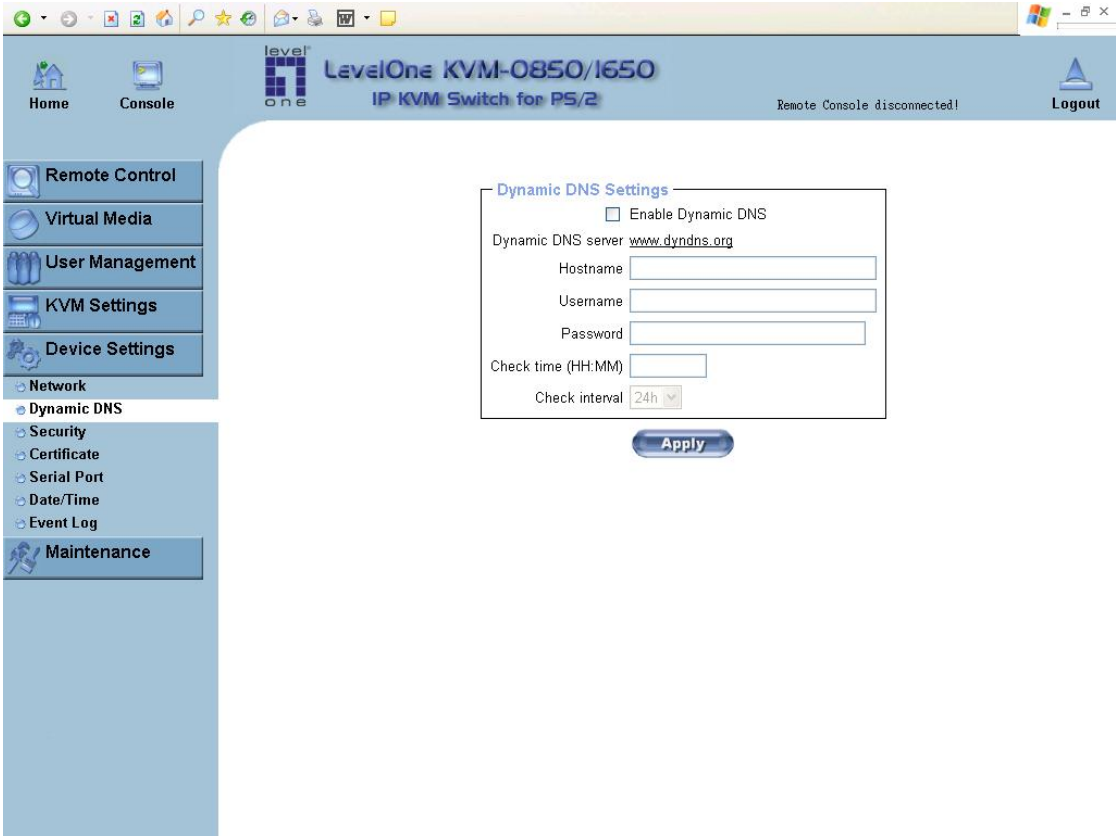 level
one
LevelOne KVM-0850/1650
IP KVM Switch for PS/2
Home
Console
Remote Console disconnected!
Logout
Remote Control
Virtual Media
User Management
KVM Settings
Device Settings
Network
Dynamic DNS
Security
Certificate
Serial Port
Date/Time
Event Log
Maintenance
Dynamic DNS Settings
Enable Dynamic DNS
Dynamic DNS server www.dyndns.org
Hostname
Username
Password
Check time (HH:MM)
Check interval 24h
Apply